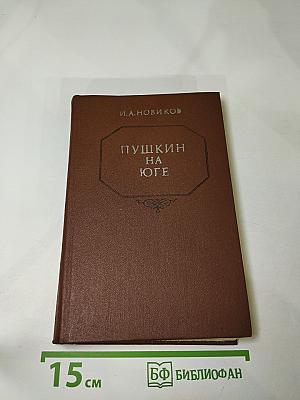 И.А.НОВИКОВ
ПУШКИН
НА
ЮГЕ
15 см
БФ БИБЛИОФАН